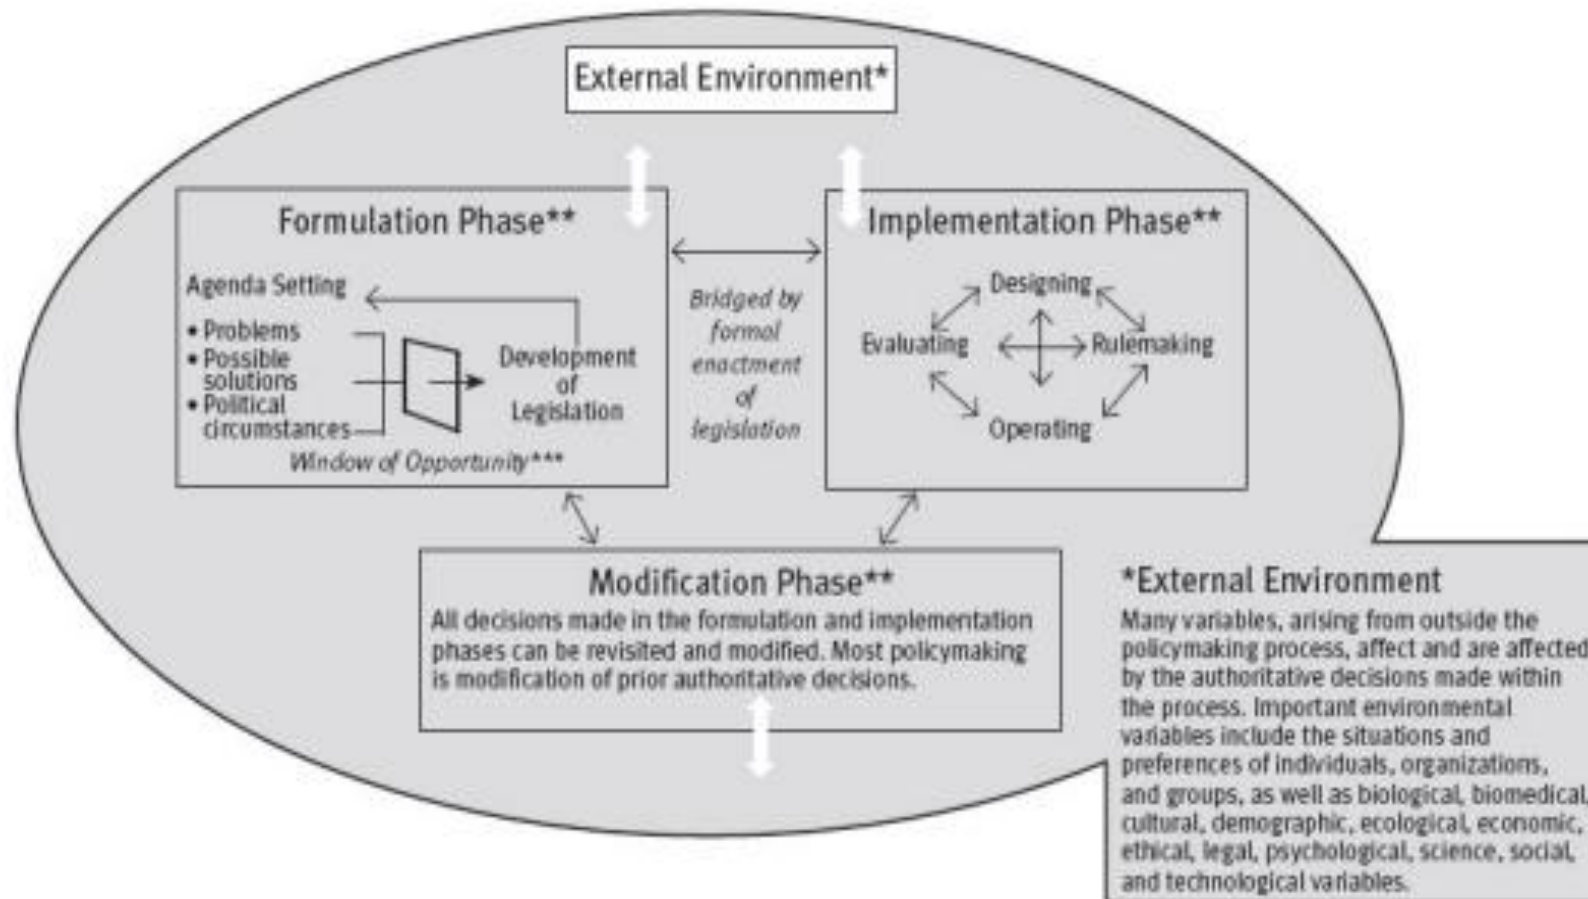 External Environment*
Formulation Phase**
Agenda Setting
• Problems
• Possible
solutions
• Political
circumstances
Development
of
Legislation
Window of Opportunity***
Bridged by
formal
enactment
of
legislation
Implementation Phase**
Designing
Evaluating
Rulemaking
Operating
Modification Phase**
All decisions made in the formulation and implementation
phases can be revisited and modified. Most policymaking
is modification of prior authoritative decisions.
*External Environment
Many variables, arising from outside the
policymaking process, affect and are affected
by the authoritative decisions made within
the process. Important environmental
variables include the situations and
preferences of individuals, organizations,
and groups, as well as biological, biomedical,
cultural, demographic, ecological, economic,
ethical, legal, psychological, science, social,
and technological variables.